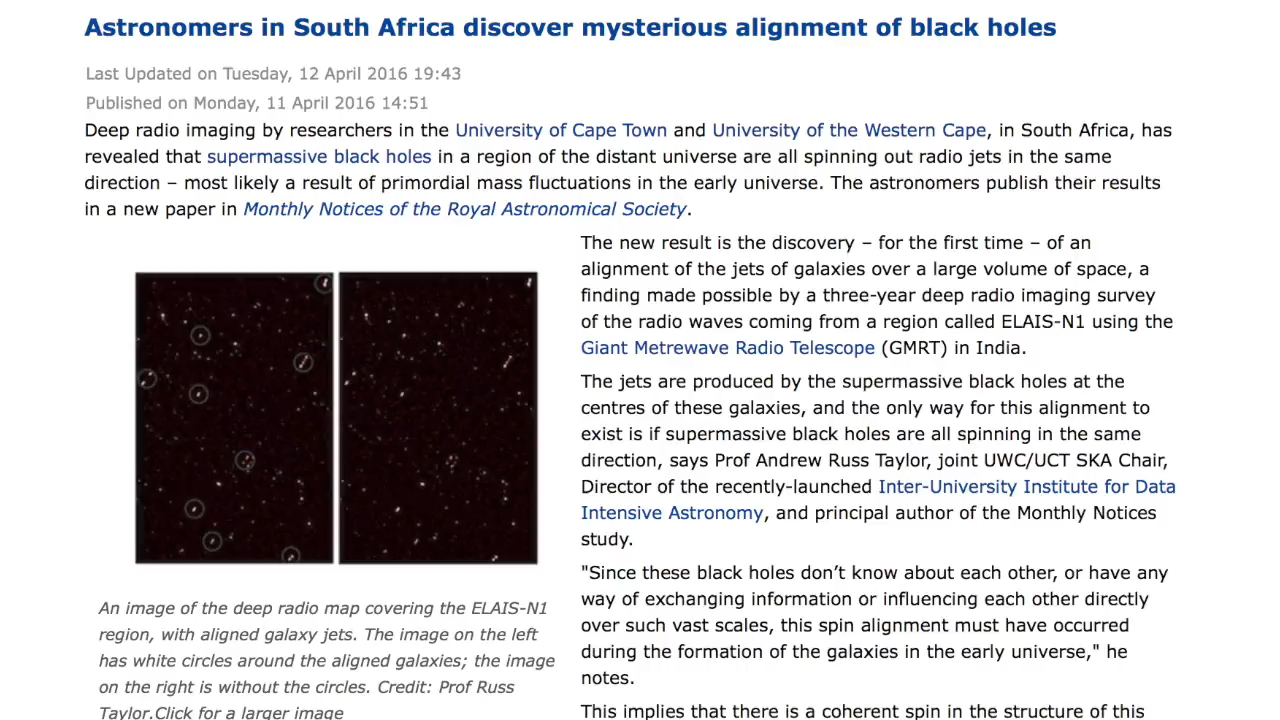 Astronomers in South Africa discover mysterious alignment of black holes
Last Updated on Tuesday, 12 April 2016 19:43
Published on Monday, 11 April 2016 14:51
Deep radio imaging by researchers in the University of Cape Town and University of the Western Cape, in South Africa, has
revealed that supermassive black holes in a region of the distant universe are all spinning out radio jets in the same
direction – most likely a result of primordial mass fluctuations in the early universe. The astronomers publish their results
in a new paper in Monthly Notices of the Royal Astronomical Society.
The new result is the discovery – for the first time – of an
alignment of the jets of galaxies over a large volume of space, a
finding made possible by a three-year deep radio imaging survey
of the radio waves coming from a region called ELAIS-N1 using the
Giant Metrewave Radio Telescope (GMRT) in India.
The jets are produced by the supermassive black holes at the
centres of these galaxies, and the only way for this alignment to
exist is if supermassive black holes are all spinning in the same
direction, says Prof Andrew Russ Taylor, joint UWC/UCT SKA Chair,
Director of the recently-launched Inter-University Institute for Data
Intensive Astronomy, and principal author of the Monthly Notices
study.
"Since these black holes don’t know about each other, or have any
way of exchanging information or influencing each other directly
over such vast scales, this spin alignment must have occurred
during the formation of the galaxies in the early universe," he
notes.
This implies that there is a coherent spin in the structure of this
An image of the deep radio map covering the ELAIS-N1
region, with aligned galaxy jets. The image on the left
has white circles around the aligned galaxies; the image
on the right is without the circles. Credit: Prof Russ
Taylor.Click for a larger image